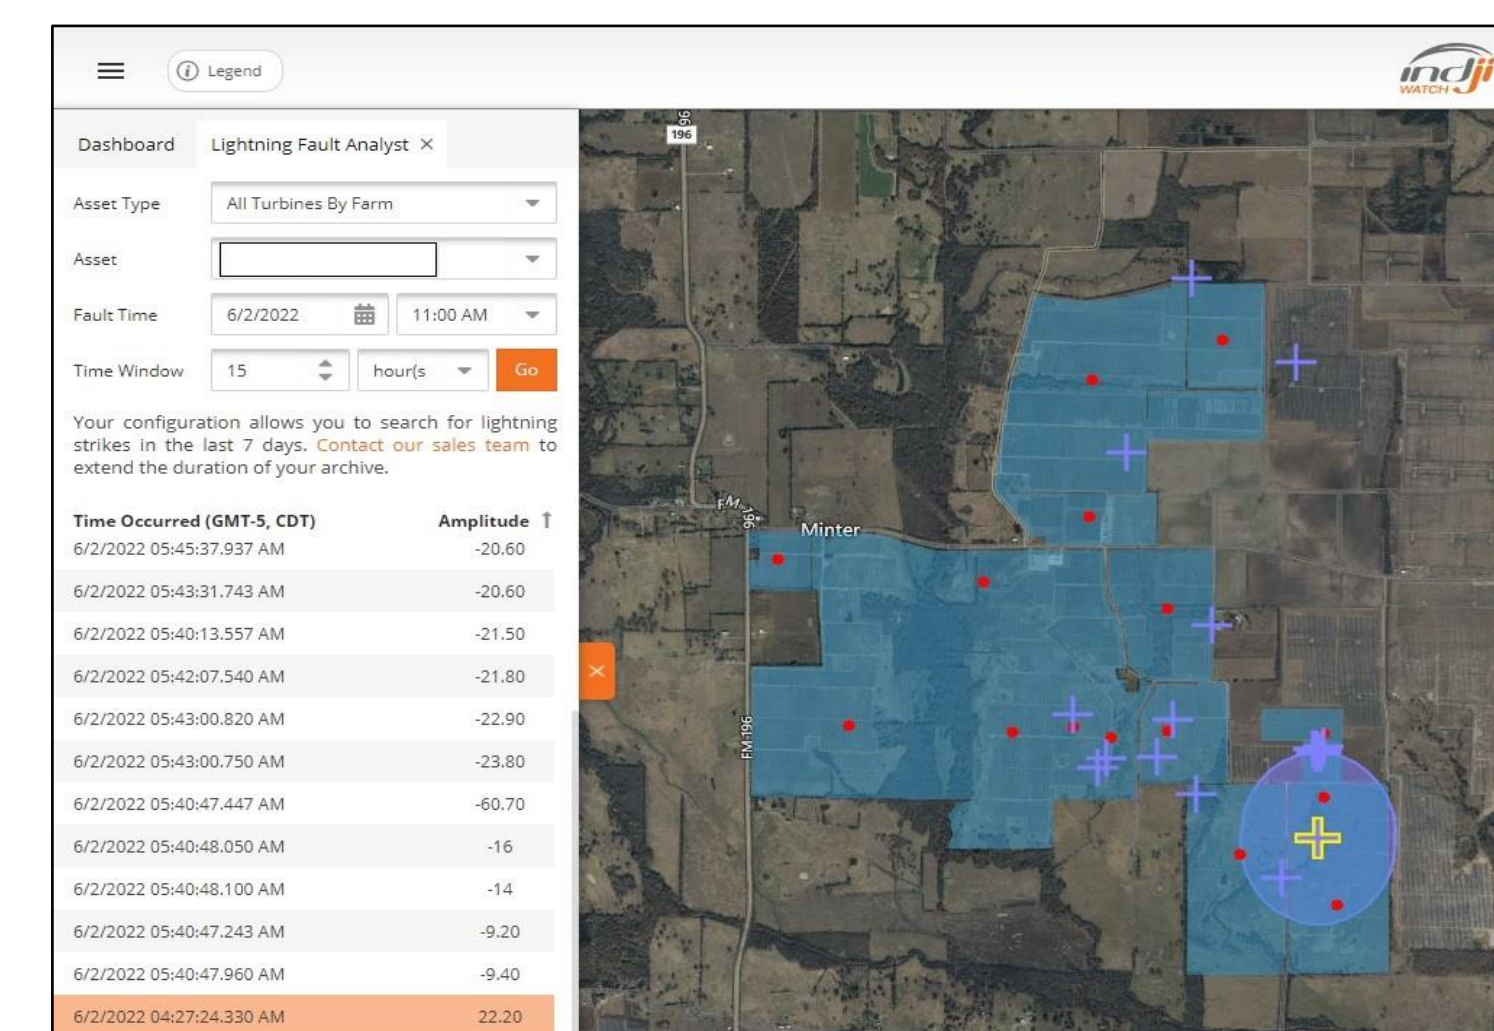 Legend
indji
WATCH
Dashboard
Lightning Fault Analyst ×
Asset Type
All Turbines By Farm
Asset
Fault Time
6/2/2022
11:00 AM
Time Window
15
hour(s
Go
Your configuration allows you to search for lightning
strikes in the last 7 days. Contact our sales team to
extend the duration of your archive.
Time Occurred (GMT-5, CDT) Amplitude ↑
6/2/2022 05:45:37.937 AM -20.60
6/2/2022 05:43:31.743 AM -20.60
6/2/2022 05:40:13.557 AM -21.50
6/2/2022 05:42:07.540 AM -21.80
6/2/2022 05:43:00.820 AM -22.90
6/2/2022 05:43:00.750 AM -23.80
6/2/2022 05:40:47.447 AM -60.70
6/2/2022 05:40:48.050 AM -16
6/2/2022 05:40:48.100 AM -14
6/2/2022 05:40:47.243 AM -9.20
6/2/2022 05:40:47.960 AM -9.40
6/2/2022 04:27:24.330 AM 22.20
96
196
FM 196
Minter
FM 196